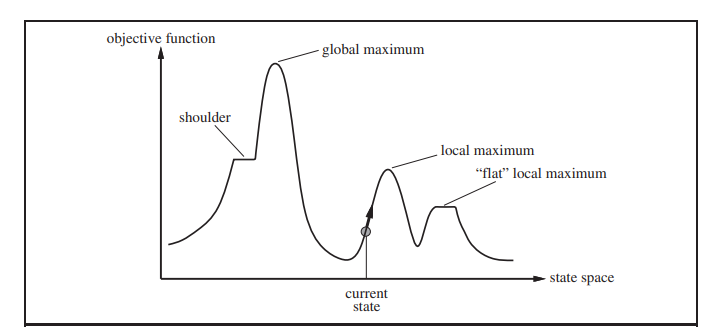 objective function
global maximum
shoulder
local maximum
“flat” local maximum
state space
current
state